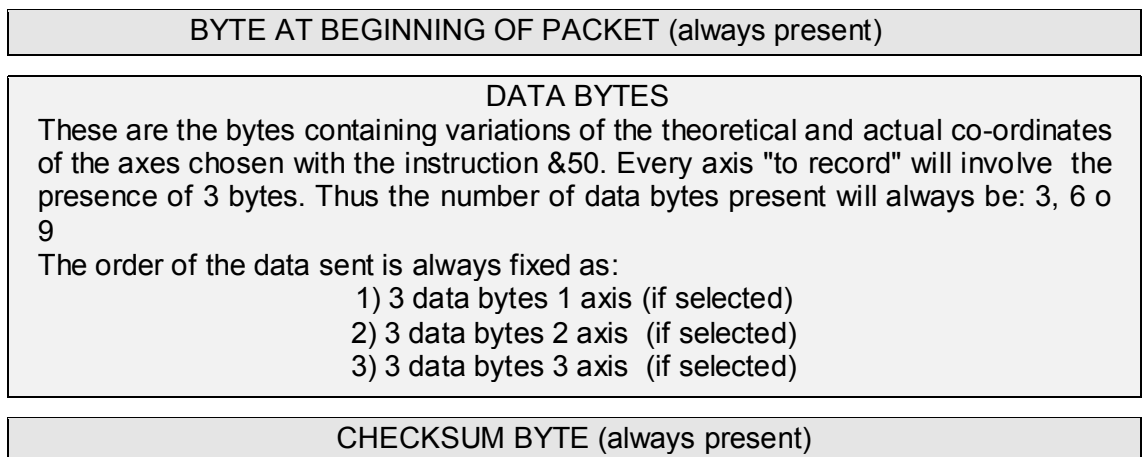 BYTE AT BEGINNING OF PACKET (always present)
DATA BYTES
These are the bytes containing variations of the theoretical and actual co-ordinates
of the axes chosen with the instruction &50. Every axis "to record" will involve the
presence of 3 bytes. Thus the number of data bytes present will always be: 3, 6 o
9
The order of the data sent is always fixed as:
1) 3 data bytes 1 axis (if selected)
2) 3 data bytes 2 axis (if selected)
3) 3 data bytes 3 axis (if selected)
CHECKSUM BYTE (always present)